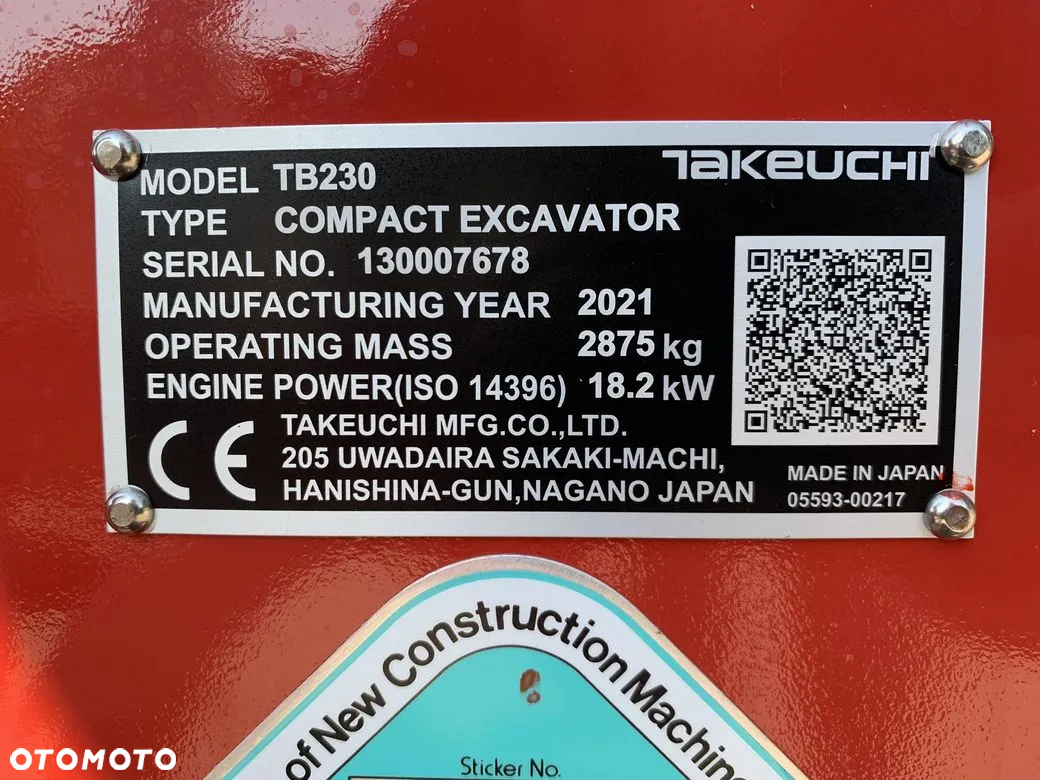 TAKEUCHI
MODEL TB230
TYPE COMPACT EXCAVATOR
SERIAL NO. 130007678
MANUFACTURING YEAR 2021
OPERATING MASS 2875 kg
ENGINE POWER(ISO 14396) 18.2 kW
CE
TAKEUCHI MFG.CO.,LTD.
205 UWADAIRA SAKAKI-MACHI,
HANISHINA-GUN,NAGANO JAPAN
MADE IN JAPAN
05593-00217
of New Construction Machine
Sticker No.
OTOMOTO